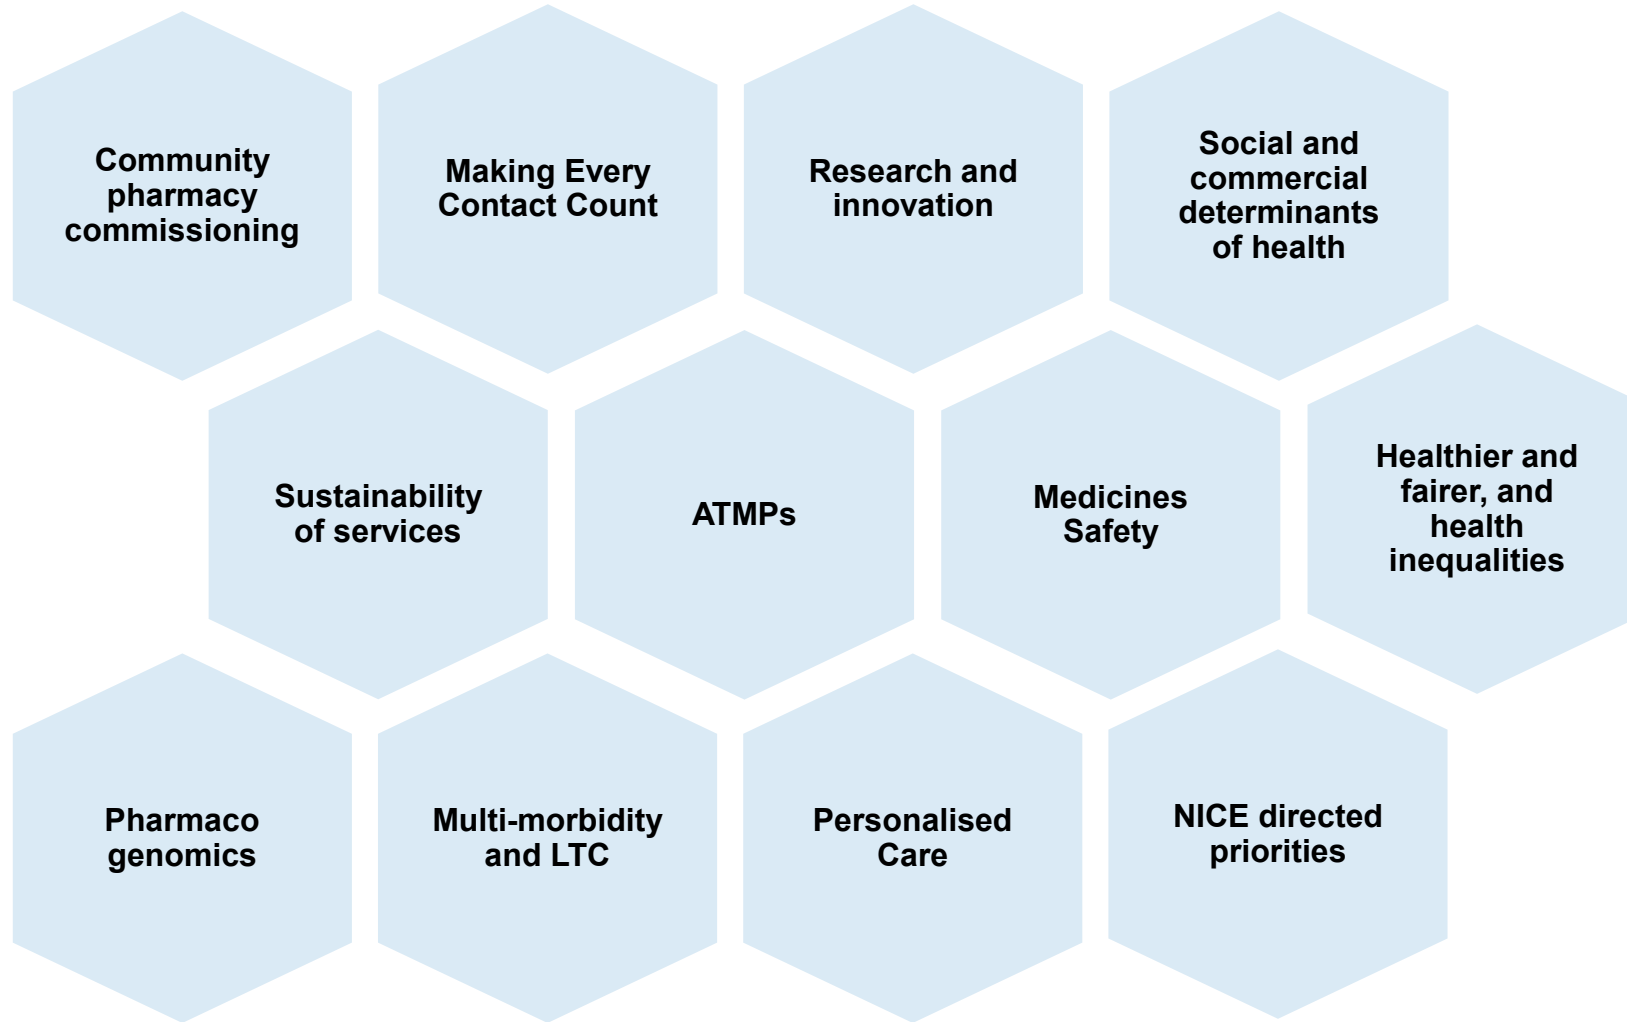 Community
pharmacy
commissioning
Making Every
Contact Count
Research and
innovation
Social and
commercial
determinants
of health
Sustainability
of services
ATMPs
Medicines
Safety
Healthier and
fairer, and
health
inequalities
Pharmaco
genomics
Multi-morbidity
and LTC
Personalised
Care
NICE directed
priorities